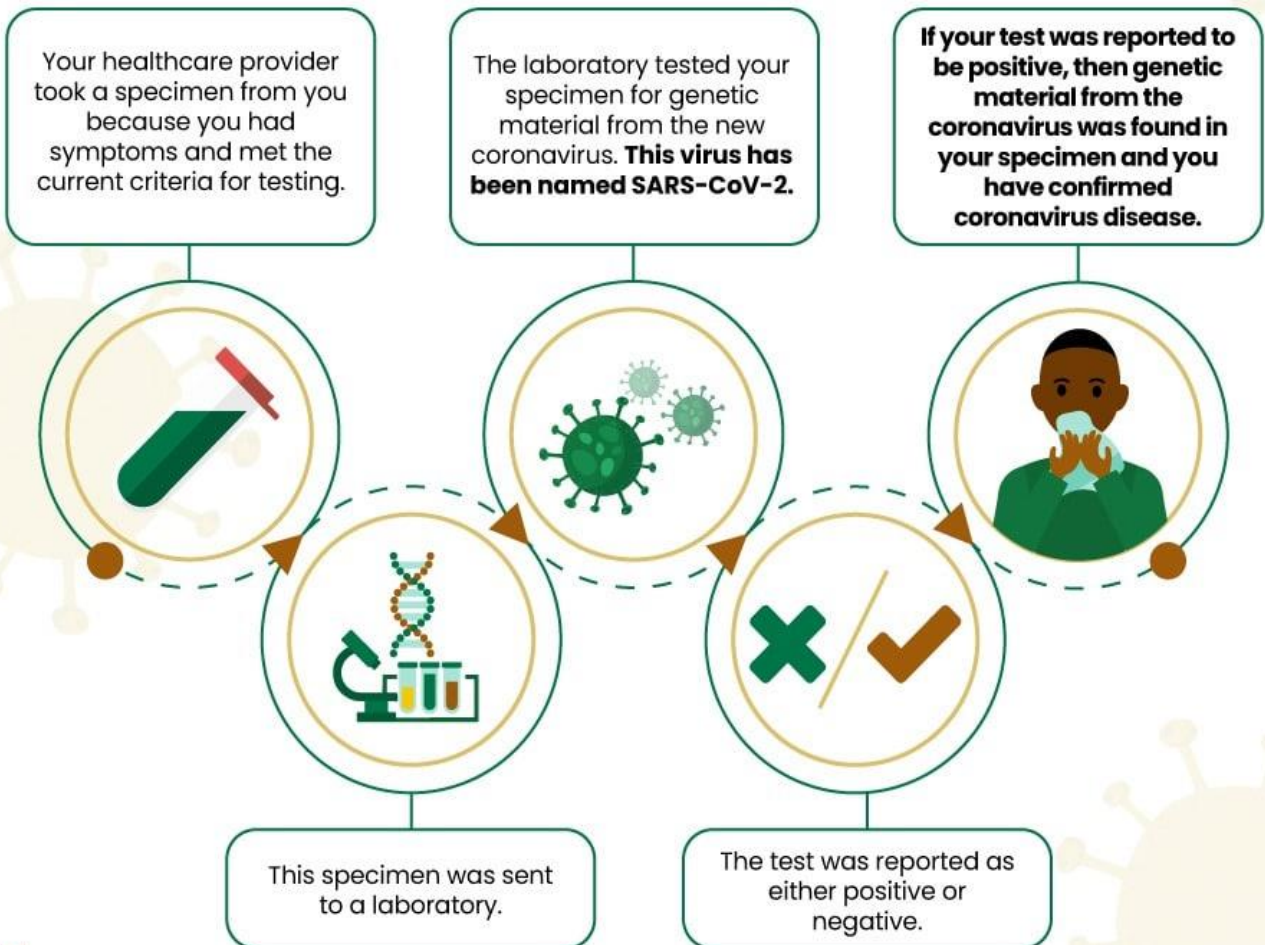 Your healthcare provider
took a specimen from you
because you had
symptoms and met the
current criteria for testing.
This specimen was sent
to a laboratory.
The laboratory tested your
specimen for genetic
material from the new
coronavirus. This virus has
been named SARS-CoV-2.
The test was reported as
either positive or
negative.
If your test was reported to
be positive, then genetic
material from the
coronavirus was found in
your specimen and you
have confirmed
coronavirus disease.